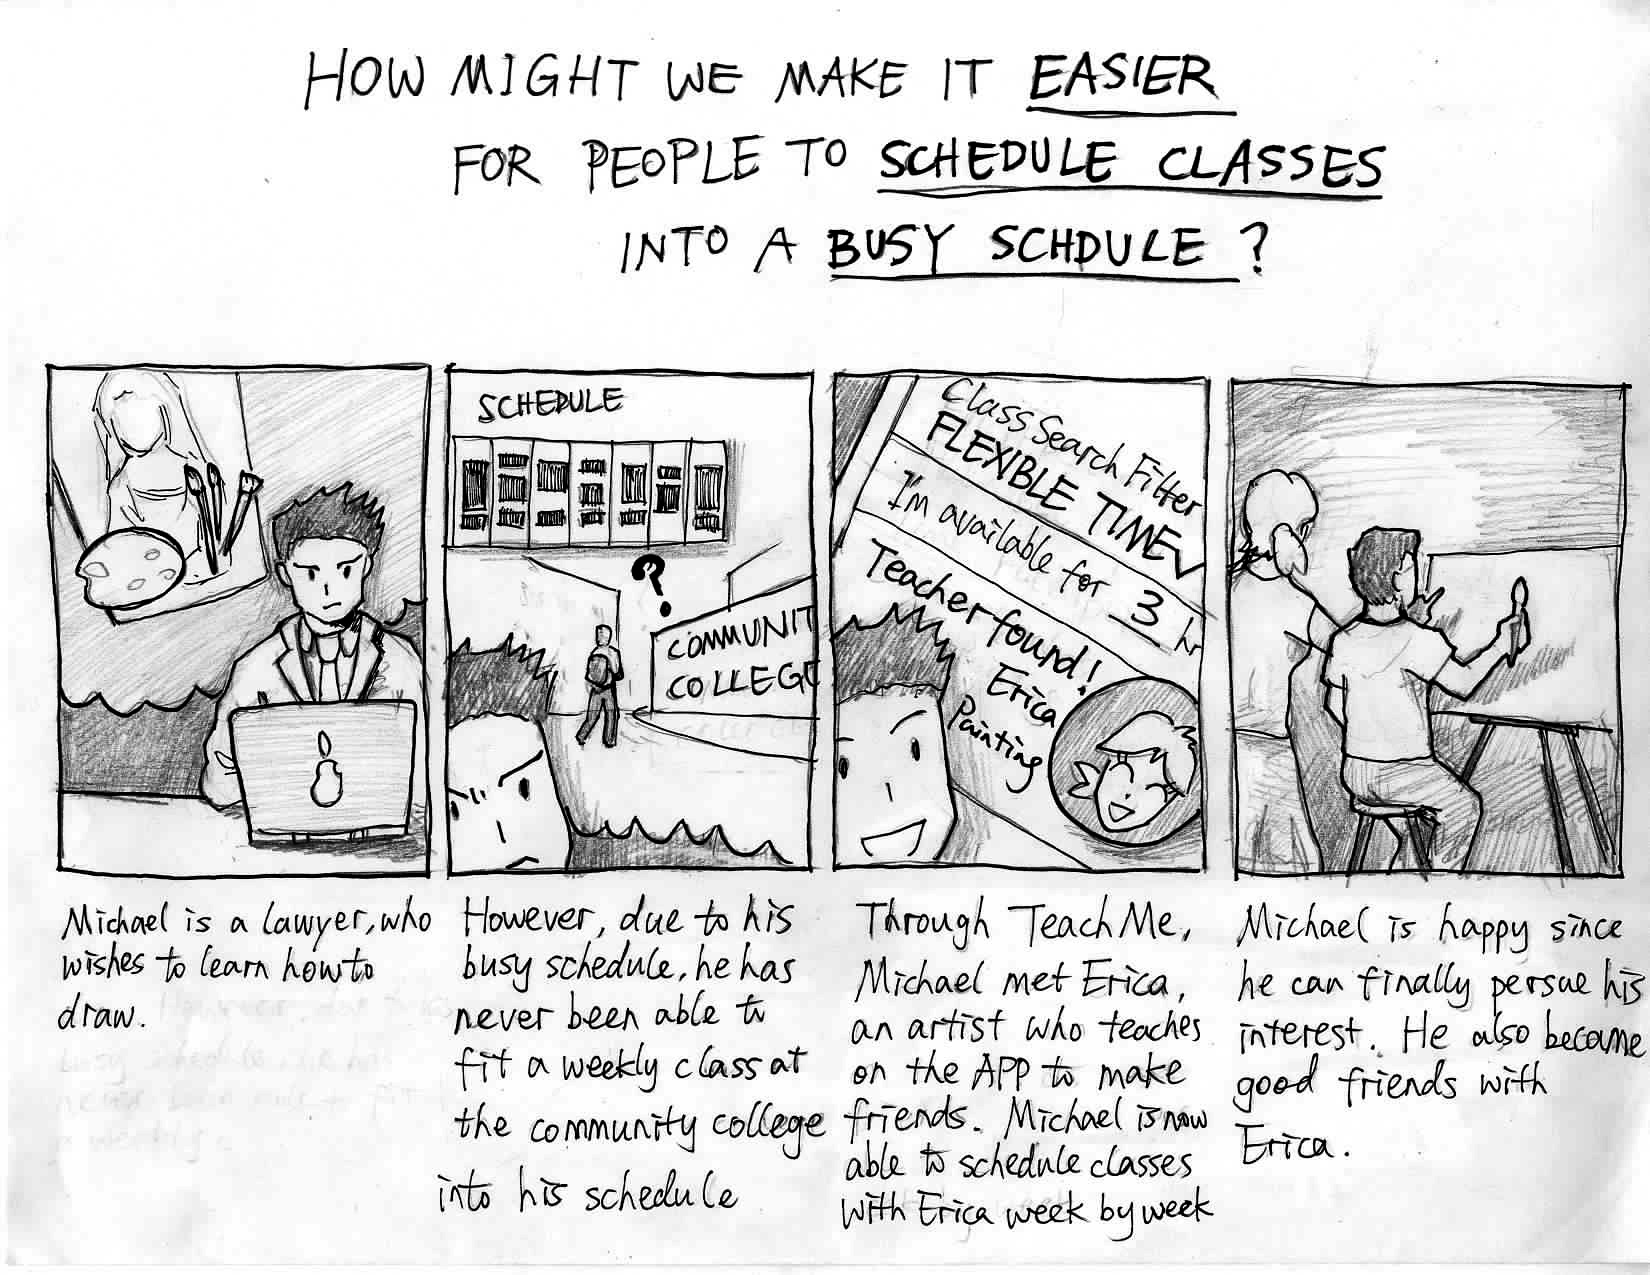 HOW MIGHT WE MAKE IT EASIER
FOR PEOPLE TO SCHEDULE CLASSES
INTO A BUSY SCHDULE ?
SCHEDULE
?
COMMUNIT
COLLEGE
Class Search Filter
FLEXIBLE TIME
I'm available for 3 hr
Teacher found!
Erica
Painting
Michael is a lawyer, who
wishes to learn how to
draw.
However, due to his
busy schedule, he has
never been able to
fit a weekly class at
the community college
into his schedule
Through TeachMe,
Michael met Erica,
an artist who teaches
on the APP to make
friends. Michael is now
able to schedule classes
with Erica week by week
Michael is happy since
he can finally persue his
interest. He also became
good friends with
Erica.